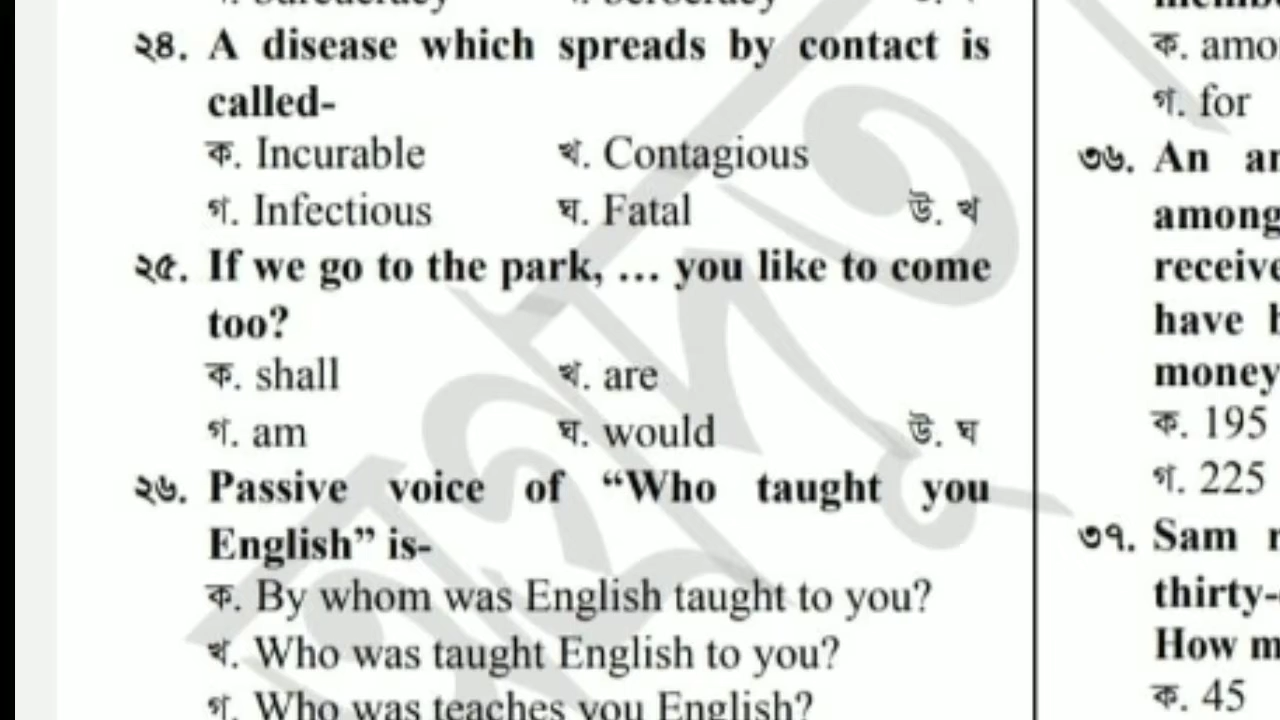 ২৪. A disease which spreads by contact is
called-
ক. Incurable খ. Contagious
গ. Infectious ঘ. Fatal উ. খ
২৫. If we go to the park, ... you like to come
too?
ক. shall খ. are
গ. am ঘ. would উ. ঘ
২৬. Passive voice of “Who taught you
English” is-
ক. By whom was English taught to you?
খ. Who was taught English to you?
গ. Who was teaches you English?
ক.
গ. for
৩৬. An
among
have
money
ক. 195
গ. 225
৩৭. Sam
thirty-
How
ক. 45